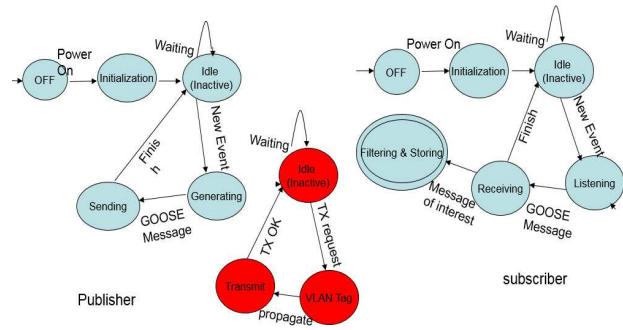 Waiting
Power
On
OFF
Initialization
Idle
(Inactive)
New Event
Finis
h
Sending
Generating
GOOSE
Message
Publisher
Waiting
Idle
(Inactive)
TX OK
TX request
Transmit
VLAN Tag
propagate
Waiting
Power On
OFF
Initialization
Idle
(Inactive)
Finish
New Event
Filtering & Storing
Receiving
Listening
Message
of interest
GOOSE
Message
subscriber